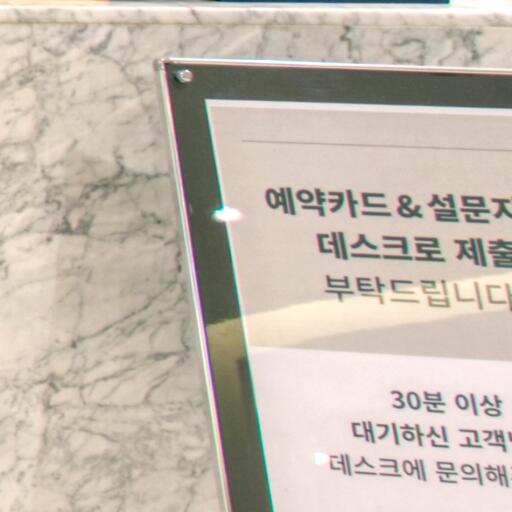 예약카드 & 설문지
데스크로 제출
부탁드립니다
30분 이상
대기하신 고객
데스크에 문의해